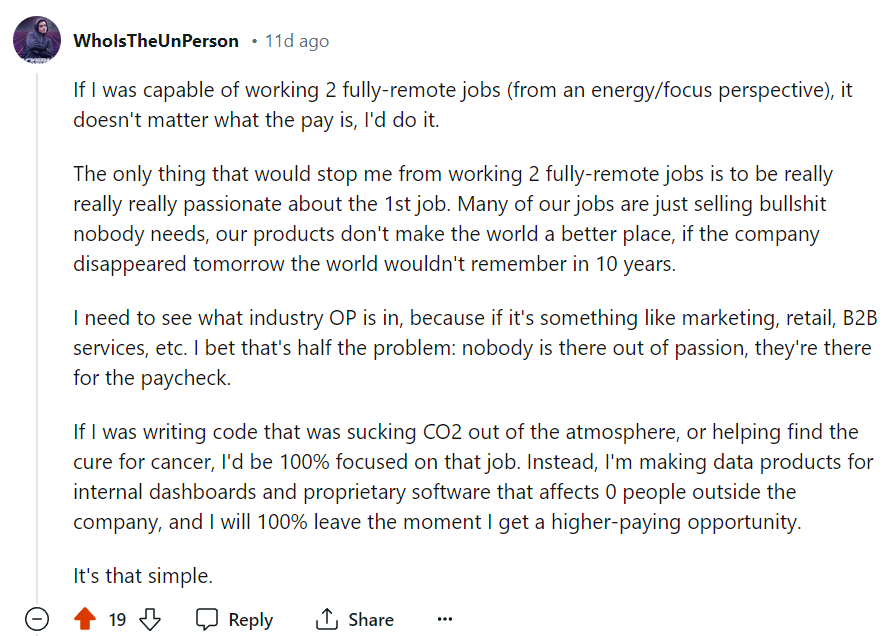 WhoIsTheUnPerson • 11d ago
If I was capable of working 2 fully-remote jobs (from an energy/focus perspective), it
doesn't matter what the pay is, I'd do it.
The only thing that would stop me from working 2 fully-remote jobs is to be really
really really passionate about the 1st job. Many of our jobs are just selling bullshit
nobody needs, our products don't make the world a better place, if the company
disappeared tomorrow the world wouldn't remember in 10 years.
I need to see what industry OP is in, because if it's something like marketing, retail, B2B
services, etc. I bet that's half the problem: nobody is there out of passion, they're there
for the paycheck.
If I was writing code that was sucking CO2 out of the atmosphere, or helping find the
cure for cancer, I'd be 100% focused on that job. Instead, I'm making data products for
internal dashboards and proprietary software that affects 0 people outside the
company, and I will 100% leave the moment I get a higher-paying opportunity.
It's that simple.
19 Reply Share ···